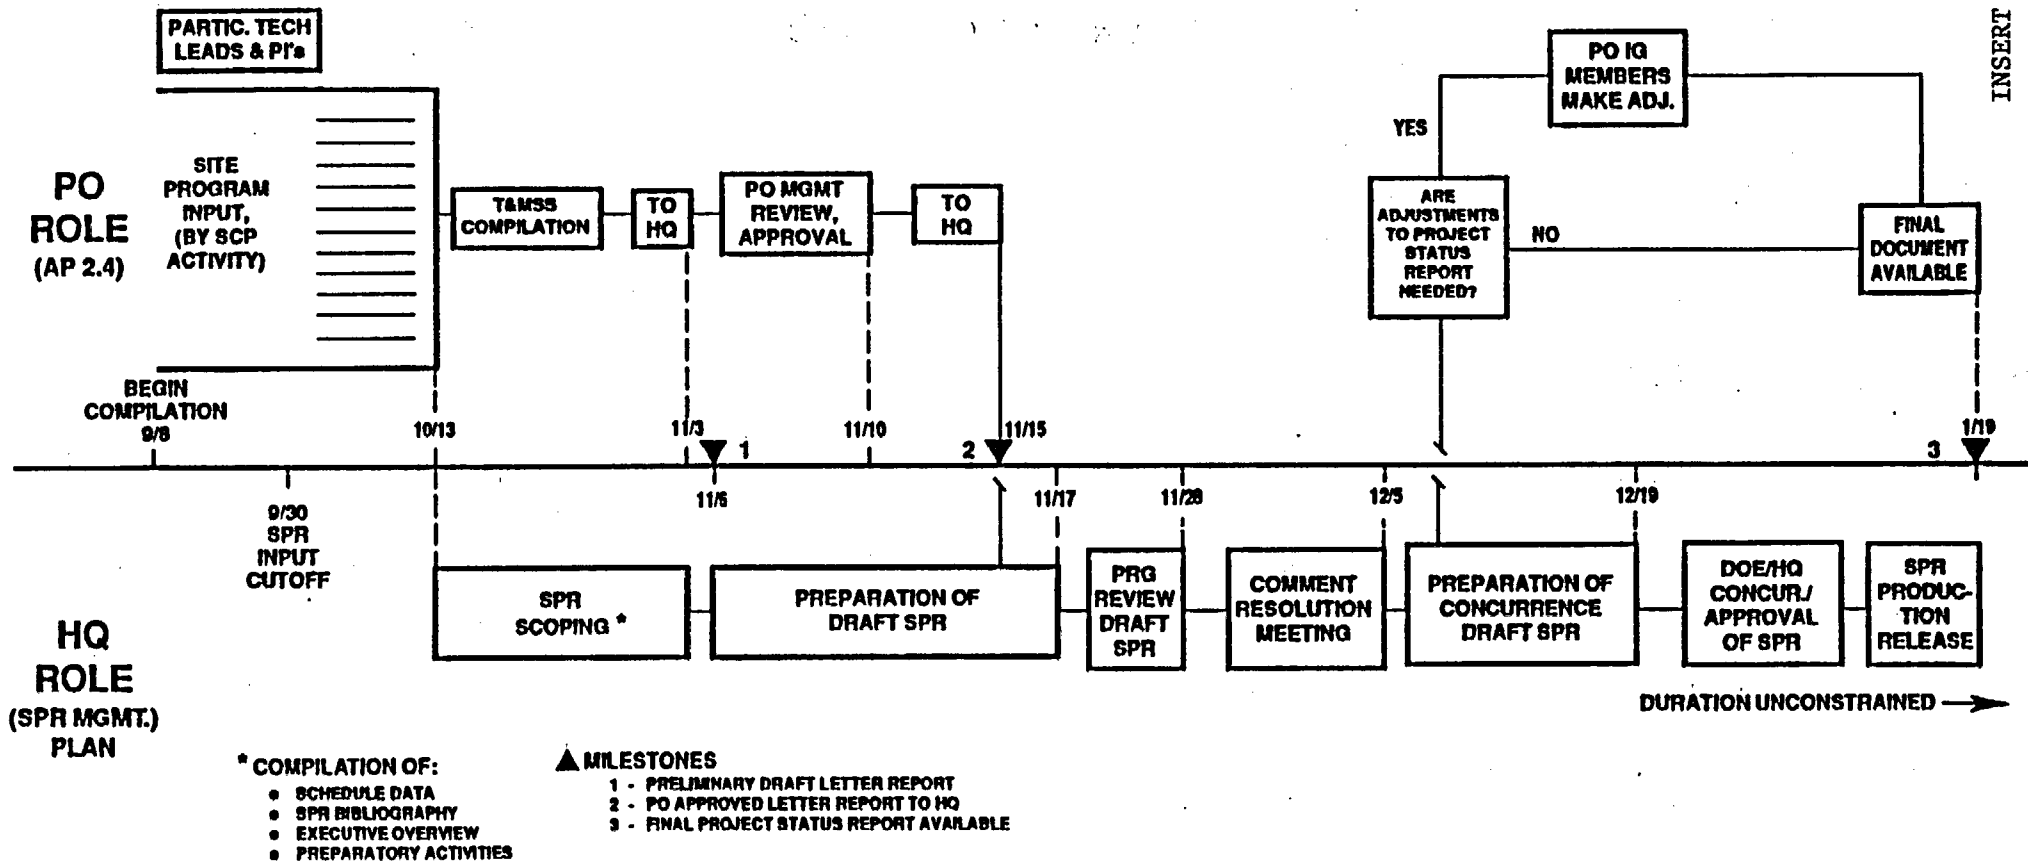 INSERT
PARTIC. TECH
LEADS & PI's
PO
ROLE
(AP 2.4)
SITE
PROGRAM
INPUT,
(BY SCP
ACTIVITY)
T&MSS
COMPILATION
TO
HQ
PO MGMT
REVIEW,
APPROVAL
TO
HQ
YES
PO IG
MEMBERS
MAKE ADJ.
ARE
ADJUSTMENTS
TO PROJECT
STATUS
REPORT
NEEDED?
NO
FINAL
DOCUMENT
AVAILABLE
BEGIN
COMPILATION
9/8
10/13
11/3
1
11/10
2
11/15
3
1/19
9/30
SPR
INPUT
CUTOFF
11/6
11/17
11/28
12/5
12/19
HQ
ROLE
(SPR MGMT.)
PLAN
SPR
SCOPING *
PREPARATION OF
DRAFT SPR
PRG
REVIEW
DRAFT
SPR
COMMENT
RESOLUTION
MEETING
PREPARATION OF
CONCURRENCE
DRAFT SPR
DOE/HQ
CONCUR./
APPROVAL
OF SPR
SPR
PRODUC-
TION
RELEASE
DURATION UNCONSTRAINED
* COMPILATION OF:
• SCHEDULE DATA
• SPR BIBLIOGRAPHY
• EXECUTIVE OVERVIEW
• PREPARATORY ACTIVITIES
▲ MILESTONES
1 - PRELIMINARY DRAFT LETTER REPORT
2 - PO APPROVED LETTER REPORT TO HQ
3 - FINAL PROJECT STATUS REPORT AVAILABLE